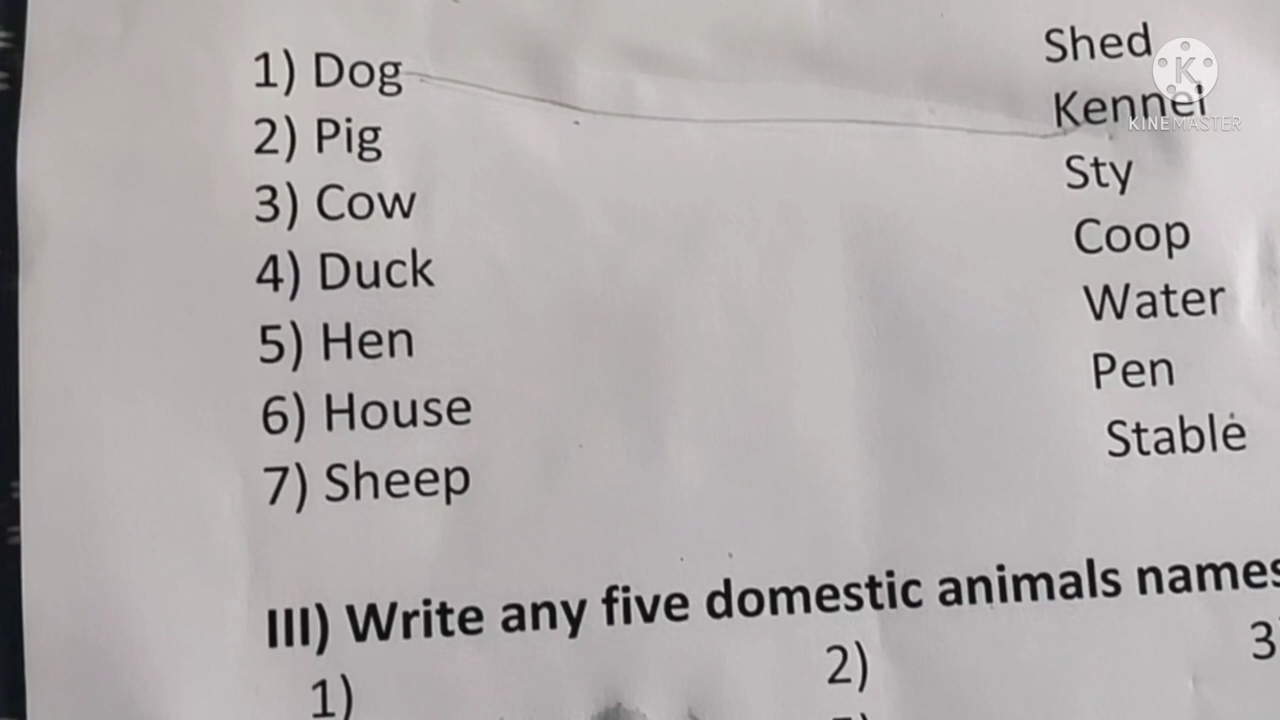 1) Dog Shed
2) Pig Kennel
3) Cow Sty
4) Duck Coop
5) Hen Water
6) House Pen
7) Sheep Stable
III) Write any five domestic animals names
1) 2) 3)
K
KINEMASTER